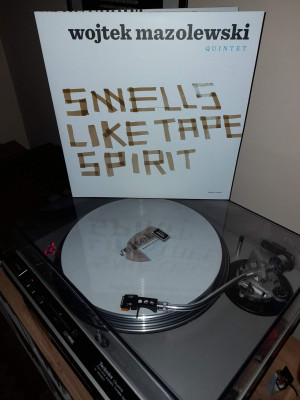 wojtek mazolewski
QUINTET
SMELLS
LIKE TAPE
SPIRIT